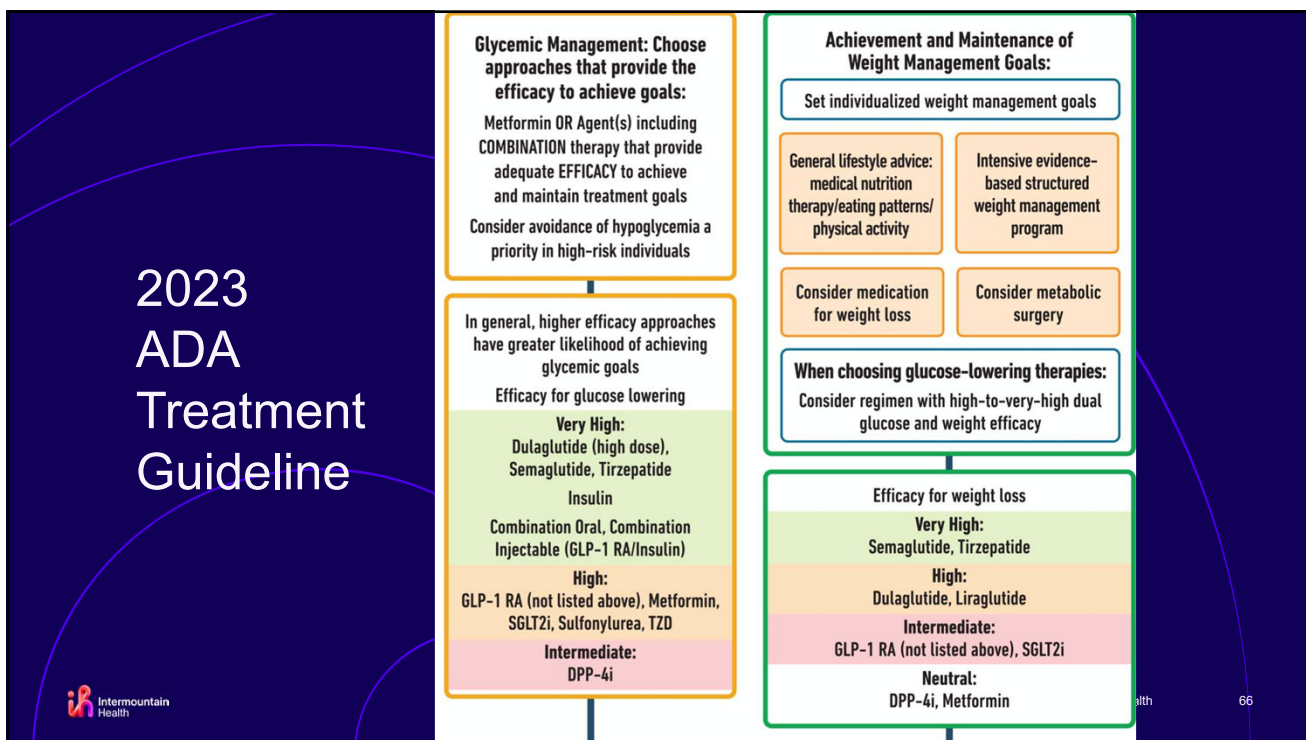 2023
ADA
Treatment
Guideline
Glycemic Management: Choose
approaches that provide the
efficacy to achieve goals:
Metformin OR Agent(s) including
COMBINATION therapy that provide
adequate EFFICACY to achieve
and maintain treatment goals
Consider avoidance of hypoglycemia a
priority in high-risk individuals
In general, higher efficacy approaches
have greater likelihood of achieving
glycemic goals
Efficacy for glucose lowering
Very High:
Dulaglutide (high dose),
Semaglutide, Tirzepatide
Insulin
Combination Oral, Combination
Injectable (GLP-1 RA/Insulin)
High:
GLP-1 RA (not listed above), Metformin,
SGLT2i, Sulfonylurea, TZD
Intermediate:
DPP-4i
Achievement and Maintenance of
Weight Management Goals:
Set individualized weight management goals
General lifestyle advice:
medical nutrition
therapy/eating patterns/
physical activity
Intensive evidence-
based structured
weight management
program
Consider medication
for weight loss
Consider metabolic
surgery
When choosing glucose-lowering therapies:
Consider regimen with high-to-very-high dual
glucose and weight efficacy
Efficacy for weight loss
Very High:
Semaglutide, Tirzepatide
High:
Dulaglutide, Liraglutide
Intermediate:
GLP-1 RA (not listed above), SGLT2i
Neutral:
DPP-4i, Metformin
Intermountain
Health
alth
66